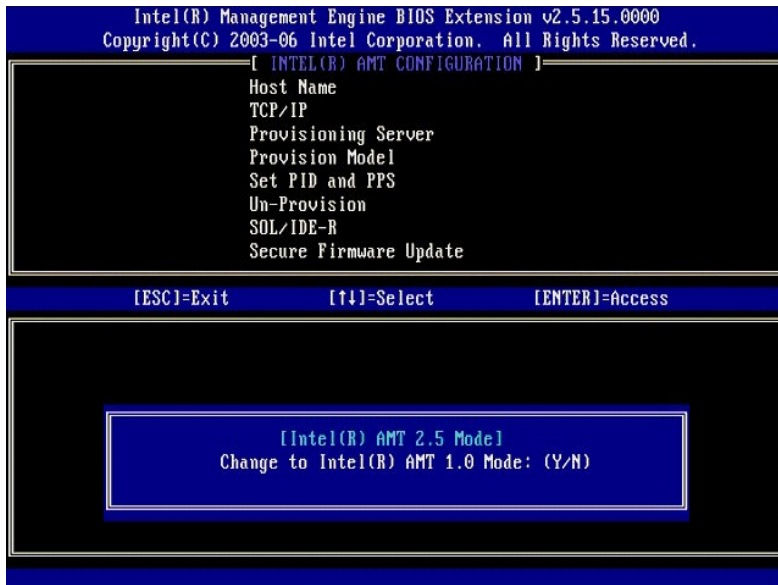 Intel(R) Management Engine BIOS Extension v2.5.15.0000
Copyright(C) 2003-06 Intel Corporation. All Rights Reserved.
[ INTEL(R) AMT CONFIGURATION ]
Host Name
TCP/IP
Provisioning Server
Provision Model
Set PID and PPS
Un-Provision
SOL/IDE-R
Secure Firmware Update
[ESC]=Exit [↑↓]=Select [ENTER]=Access
[Intel(R) AMT 2.5 Mode]
Change to Intel(R) AMT 1.0 Mode: (Y/N)